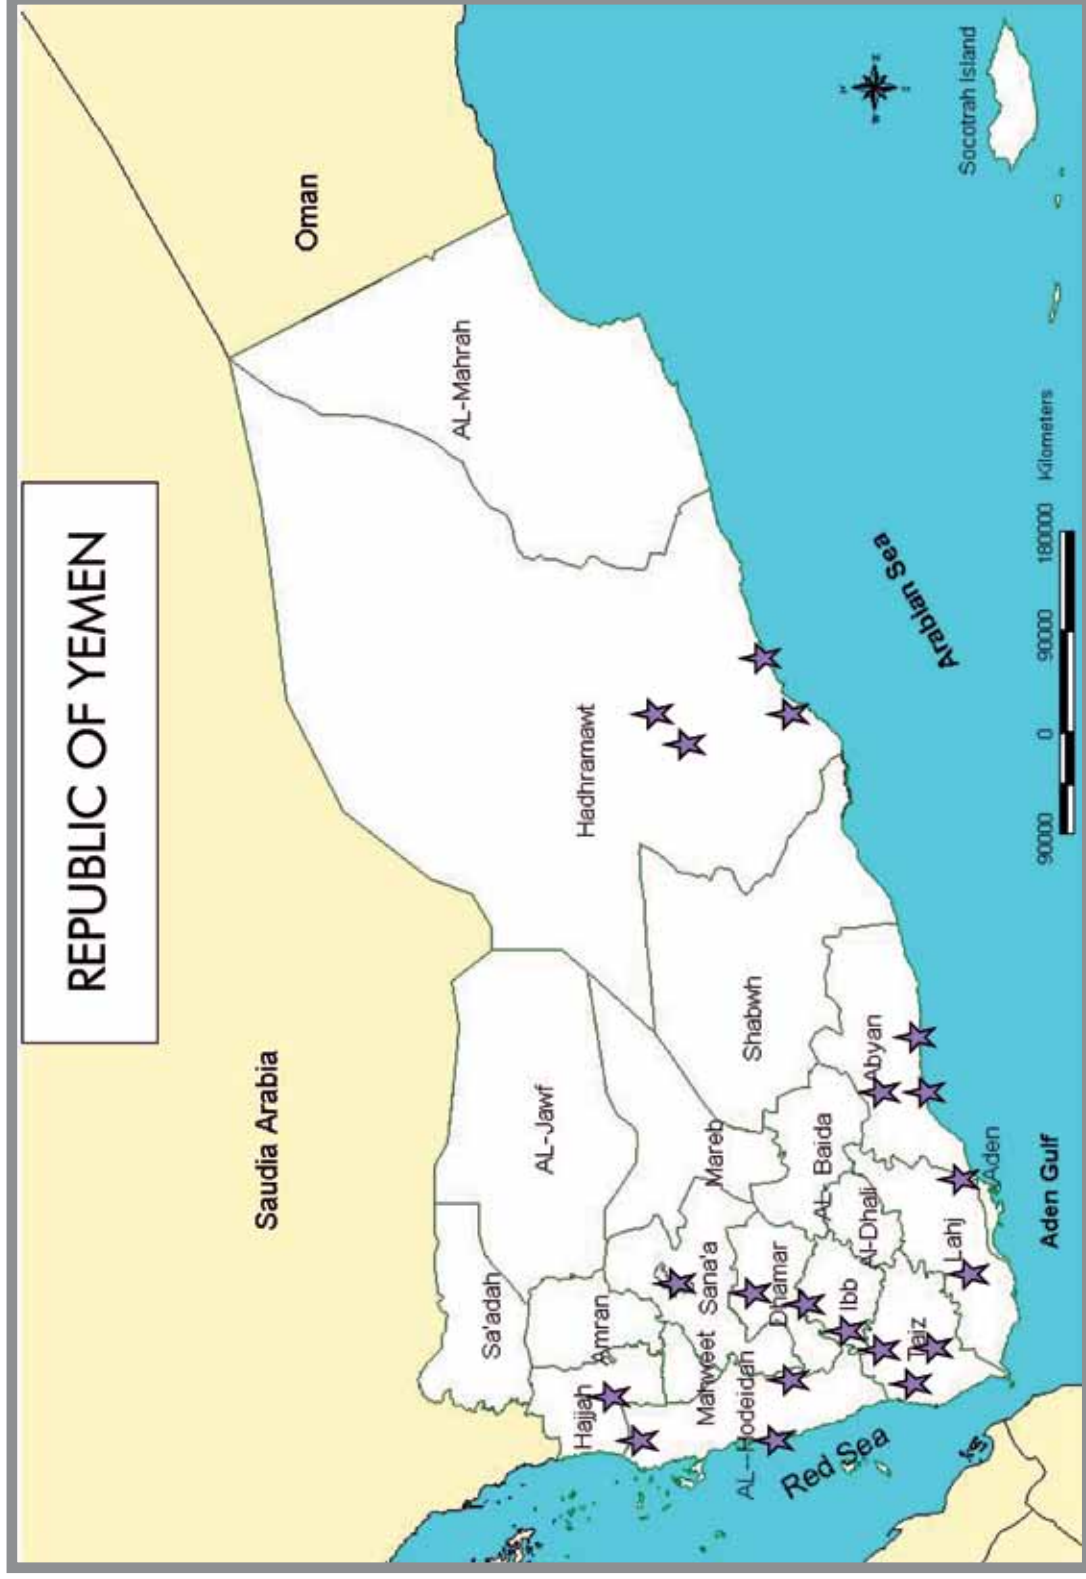 REPUBLIC OF YEMEN
Saudia Arabia
Oman
Sa'adah
AL-Jawf
AL-Mahrah
Hajjah
Amran
Hadhramawt
Mahweet
Sana'a
Mareb
Shabwh
AL--Hodeidah
Dhamar
AL- Baida
Ibb
Al-Dhali
Abyan
Taiz
Lahj
Aden
Red Sea
Aden Gulf
Arabian Sea
Socotrah Island
90000 0 90000 180000 Kilometers